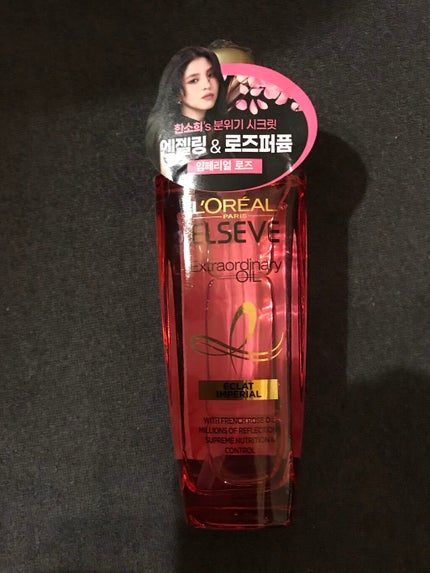 한소희's 분위기 시크릿
엔젤링 & 로즈퍼퓸
임페리얼 로즈
L'ORÉAL
PARIS
ELSEVE
Extraordinary
OIL
ECLAT
IMPERIAL
WITH FRENCH ROSE OIL
MILLIONS OF REFLECTIONS
SUPREME NUTRITION &
CONTROL